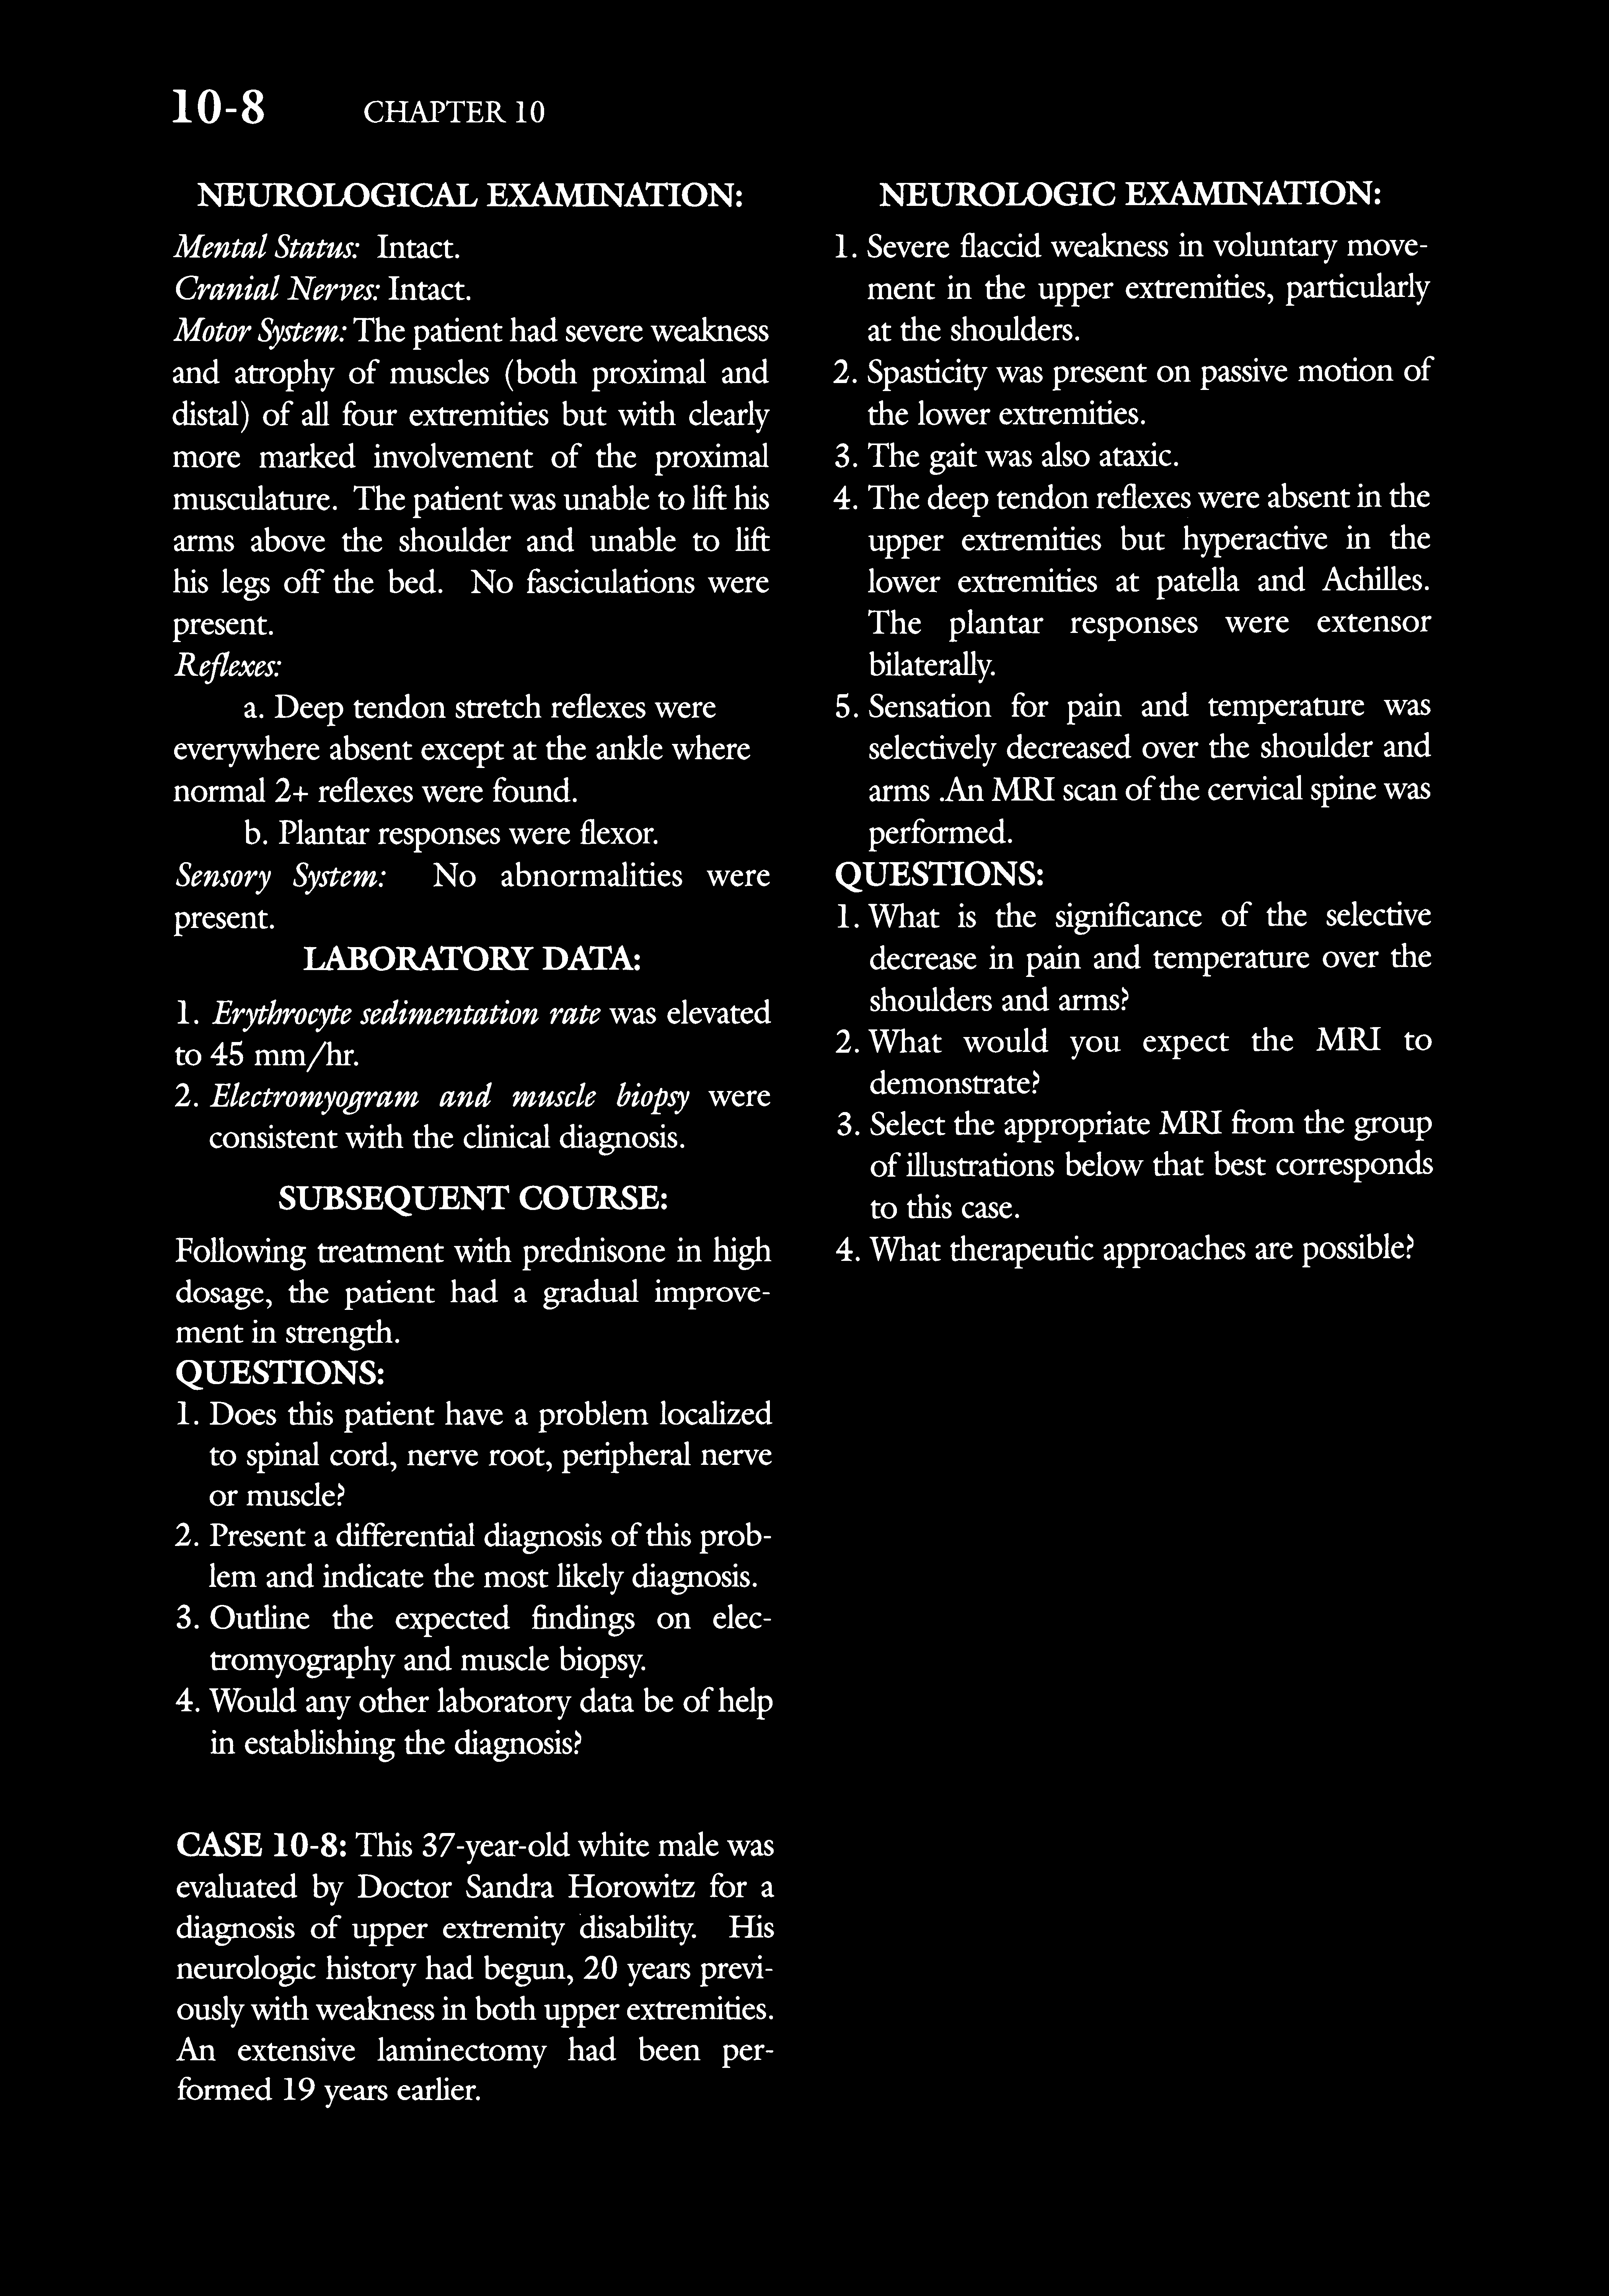 10-8 CHAPTER 10
NEUROLOGICAL EXAMINATION:
Mental Status: Intact.
Cranial Nerves: Intact.
Motor System: The patient had severe weakness
and atrophy of muscles (both proximal and
distal) of all four extremities but with clearly
more marked involvement of the proximal
musculature. The patient was unable to lift his
arms above the shoulder and unable to lift
his legs off the bed. No fasciculations were
present.
Reflexes:
a. Deep tendon stretch reflexes were
everywhere absent except at the ankle where
normal 2+ reflexes were found.
b. Plantar responses were flexor.
Sensory System: No abnormalities were
present.
LABORATORY DATA:
1. Erythrocyte sedimentation rate was elevated
to 45 mm/hr.
2. Electromyogram and muscle biopsy were
consistent with the clinical diagnosis.
SUBSEQUENT COURSE:
Following treatment with prednisone in high
dosage, the patient had a gradual improve-
ment in strength.
QUESTIONS:
1. Does this patient have a problem localized
to spinal cord, nerve root, peripheral nerve
or muscle?
2. Present a differential diagnosis of this prob-
lem and indicate the most likely diagnosis.
3. Outline the expected findings on elec-
tromyography and muscle biopsy.
4. Would any other laboratory data be of help
in establishing the diagnosis?
CASE 10-8: This 37-year-old white male was
evaluated by Doctor Sandra Horowitz for a
diagnosis of upper extremity disability. His
neurologic history had begun, 20 years previ-
ously with weakness in both upper extremities.
An extensive laminectomy had been per-
formed 19 years earlier.
NEUROLOGIC EXAMINATION:
1. Severe flaccid weakness in voluntary move-
ment in the upper extremities, particularly
at the shoulders.
2. Spasticity was present on passive motion of
the lower extremities.
3. The gait was also ataxic.
4. The deep tendon reflexes were absent in the
upper extremities but hyperactive in the
lower extremities at patella and Achilles.
The plantar responses were extensor
bilaterally.
5. Sensation for pain and temperature was
selectively decreased over the shoulder and
arms .An MRI scan of the cervical spine was
performed.
QUESTIONS:
1. What is the significance of the selective
decrease in pain and temperature over the
shoulders and arms?
2. What would you expect the MRI to
demonstrate?
3. Select the appropriate MRI from the group
of illustrations below that best corresponds
to this case.
4. What therapeutic approaches are possible?